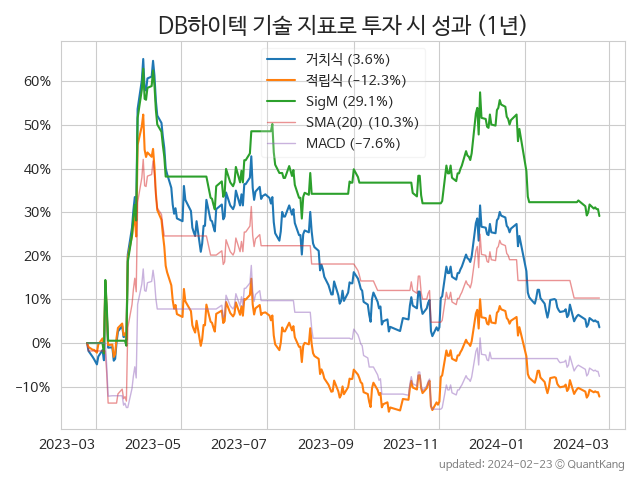 DB하이텍 기술 지표로 투자 시 성과 (1년)
거치식 (3.6%)
적립식 (−12.3%)
SigM (29.1%)
SMA(20) (10.3%)
MACD (−7.6%)
60%
50%
40%
30%
20%
10%
0%
−10%
2023-03 2023-05 2023-07 2023-09 2023-11 2024-01 2024-03
updated: 2024-02-23 ⓒ QuantKang